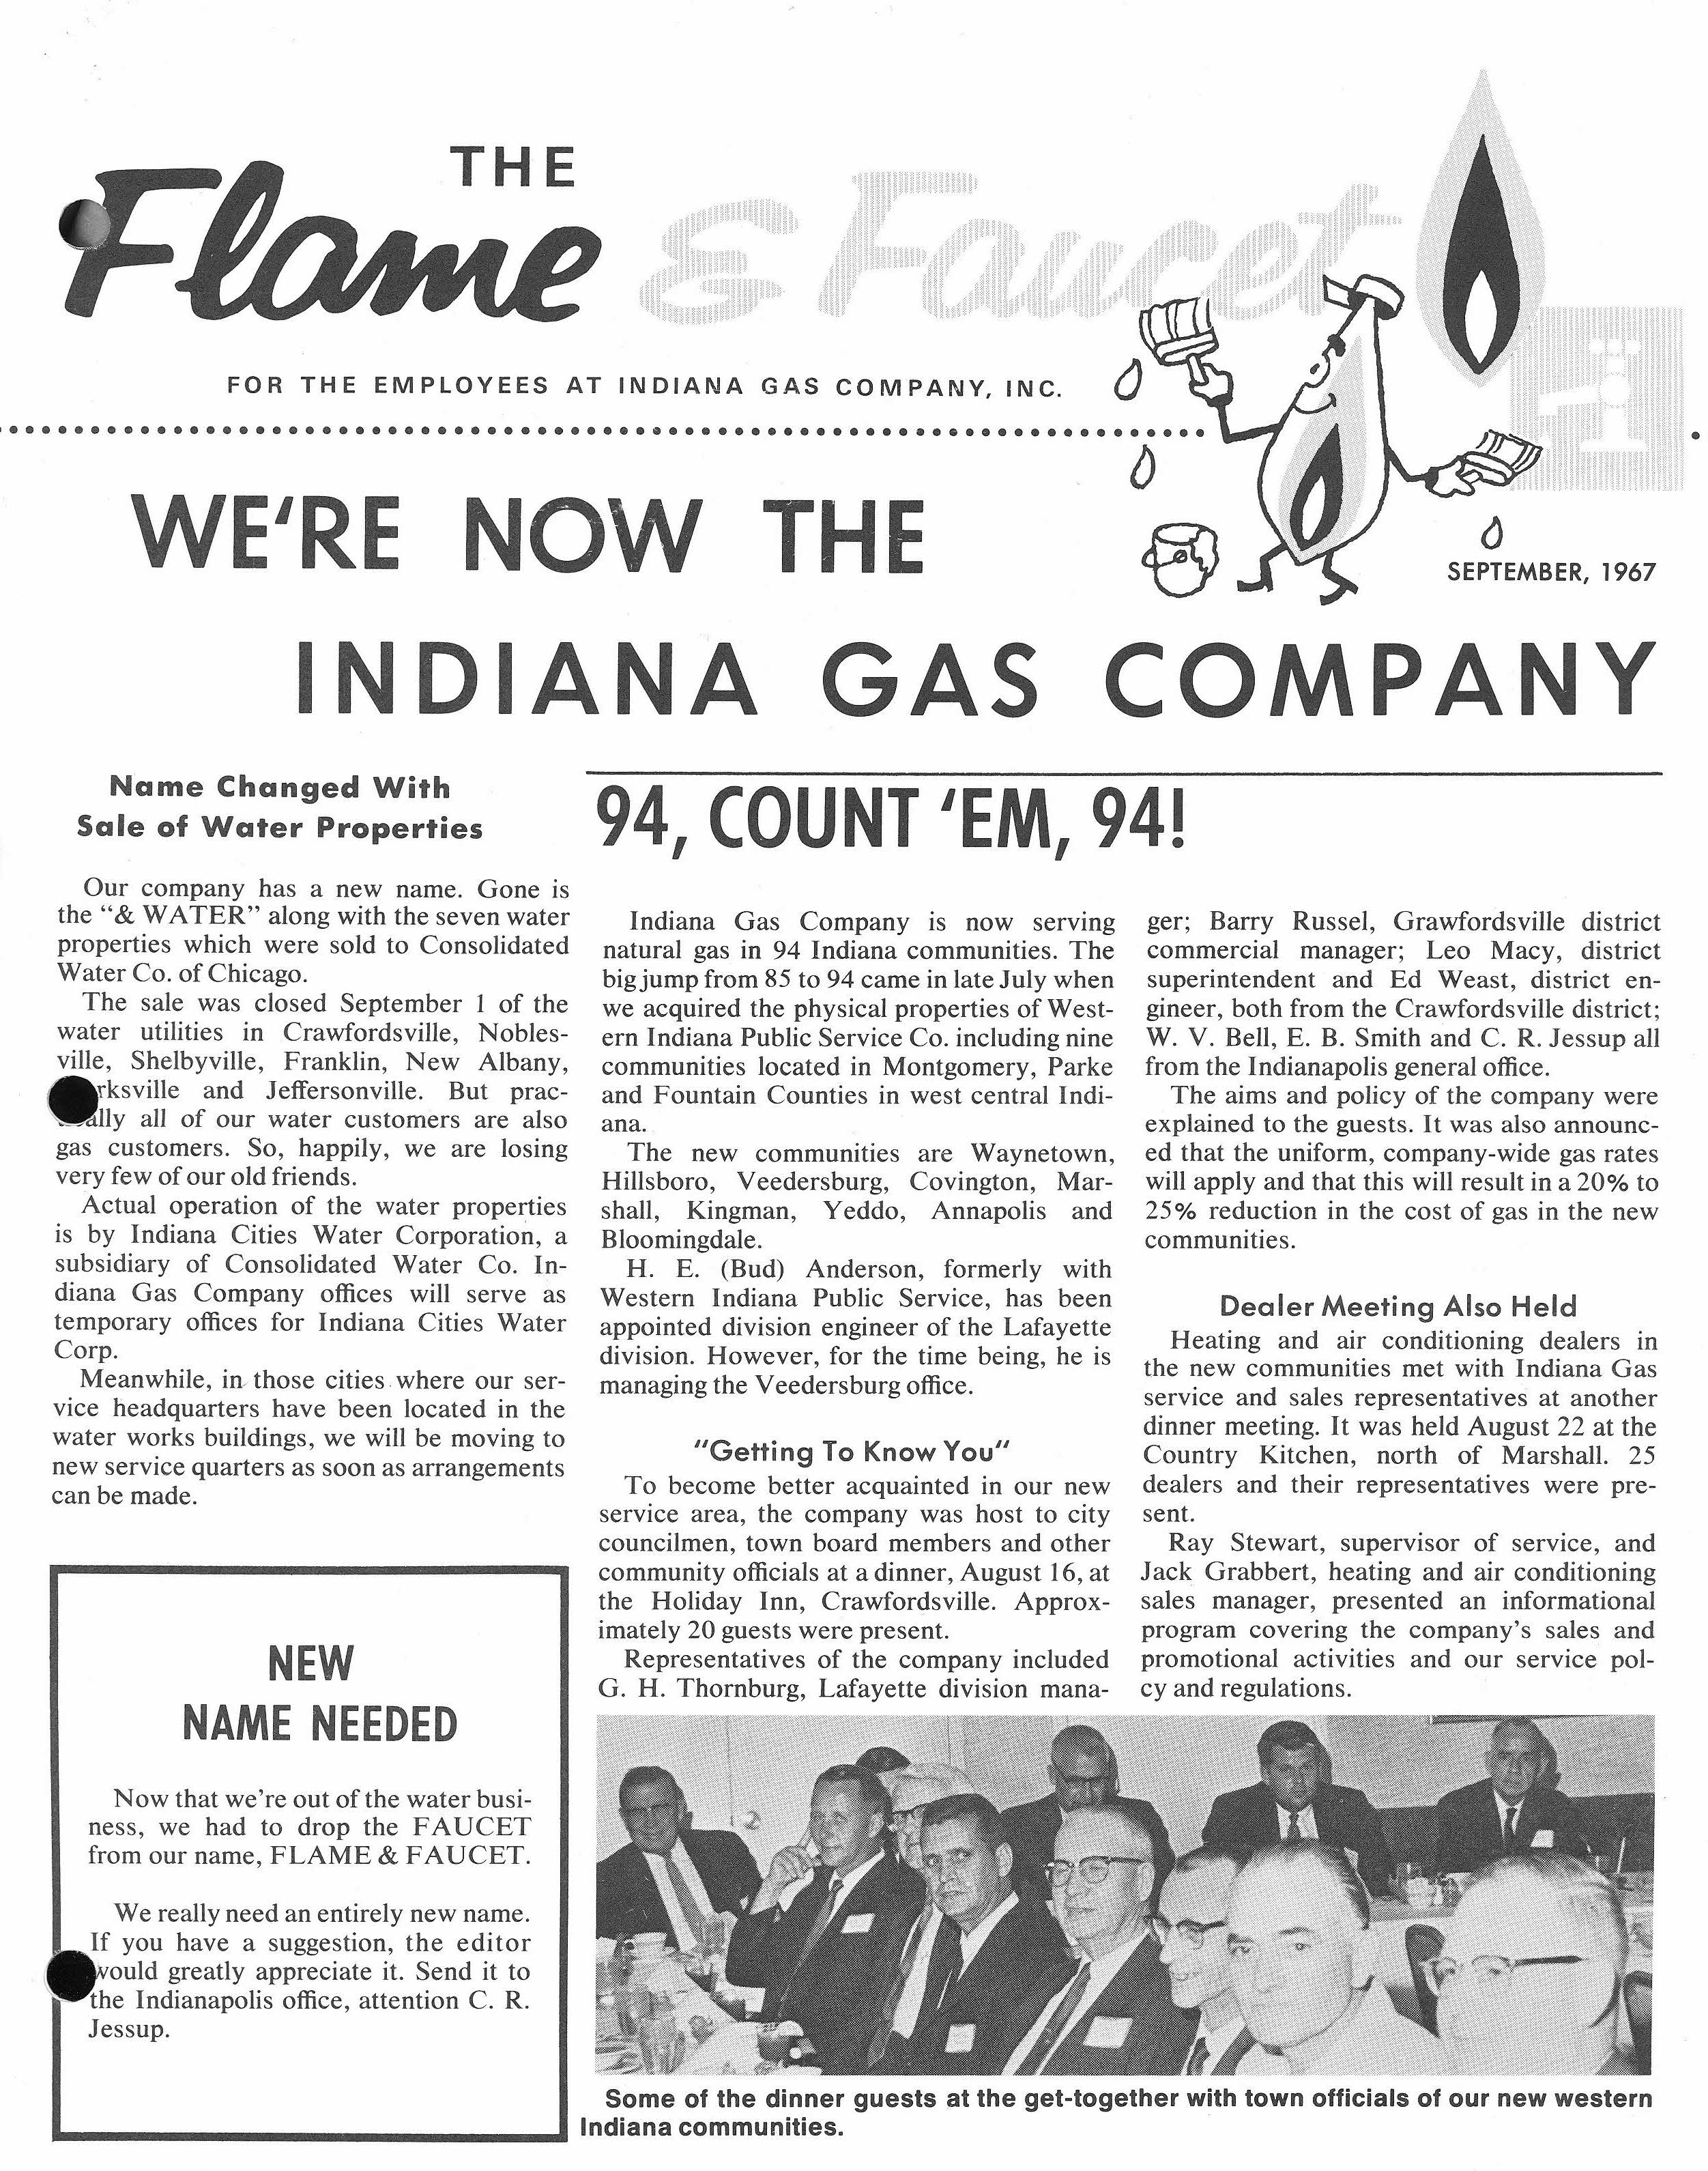 THE
Flame & Faucet
FOR THE EMPLOYEES AT INDIANA GAS COMPANY, INC.
WE'RE NOW THE
SEPTEMBER, 1967
INDIANA GAS COMPANY
Name Changed With
Sale of Water Properties
Our company has a new name. Gone is
the “& WATER” along with the seven water
properties which were sold to Consolidated
Water Co. of Chicago.
The sale was closed September 1 of the
water utilities in Crawfordsville, Nobles-
ville, Shelbyville, Franklin, New Albany,
rksville and Jeffersonville. But prac-
ally all of our water customers are also
gas customers. So, happily, we are losing
very few of our old friends.
Actual operation of the water properties
is by Indiana Cities Water Corporation, a
subsidiary of Consolidated Water Co. In-
diana Gas Company offices will serve as
temporary offices for Indiana Cities Water
Corp.
Meanwhile, in those cities where our ser-
vice headquarters have been located in the
water works buildings, we will be moving to
new service quarters as soon as arrangements
can be made.
NEW
NAME NEEDED
Now that we're out of the water busi-
ness, we had to drop the FAUCET
from our name, FLAME & FAUCET.
We really need an entirely new name.
If you have a suggestion, the editor
would greatly appreciate it. Send it to
the Indianapolis office, attention C. R.
Jessup.
94, COUNT 'EM, 94!
Indiana Gas Company is now serving
natural gas in 94 Indiana communities. The
big jump from 85 to 94 came in late July when
we acquired the physical properties of West-
ern Indiana Public Service Co. including nine
communities located in Montgomery, Parke
and Fountain Counties in west central Indi-
ana.
The new communities are Waynetown,
Hillsboro, Veedersburg, Covington, Mar-
shall, Kingman, Yeddo, Annapolis and
Bloomingdale.
H. E. (Bud) Anderson, formerly with
Western Indiana Public Service, has been
appointed division engineer of the Lafayette
division. However, for the time being, he is
managing the Veedersburg office.
"Getting To Know You"
To become better acquainted in our new
service area, the company was host to city
councilmen, town board members and other
community officials at a dinner, August 16, at
the Holiday Inn, Crawfordsville. Approx-
imately 20 guests were present.
Representatives of the company included
G. H. Thornburg, Lafayette division mana-
ger; Barry Russel, Grawfordsville district
commercial manager; Leo Macy, district
superintendent and Ed Weast, district en-
gineer, both from the Crawfordsville district;
W. V. Bell, E. B. Smith and C. R. Jessup all
from the Indianapolis general office.
The aims and policy of the company were
explained to the guests. It was also announc-
ed that the uniform, company-wide gas rates
will apply and that this will result in a 20% to
25% reduction in the cost of gas in the new
communities.
Dealer Meeting Also Held
Heating and air conditioning dealers in
the new communities met with Indiana Gas
service and sales representatives at another
dinner meeting. It was held August 22 at the
Country Kitchen, north of Marshall. 25
dealers and their representatives were pre-
sent.
Ray Stewart, supervisor of service, and
Jack Grabbert, heating and air conditioning
sales manager, presented an informational
program covering the company's sales and
promotional activities and our service pol-
cy and regulations.
Some of the dinner guests at the get-together with town officials of our new western
Indiana communities.